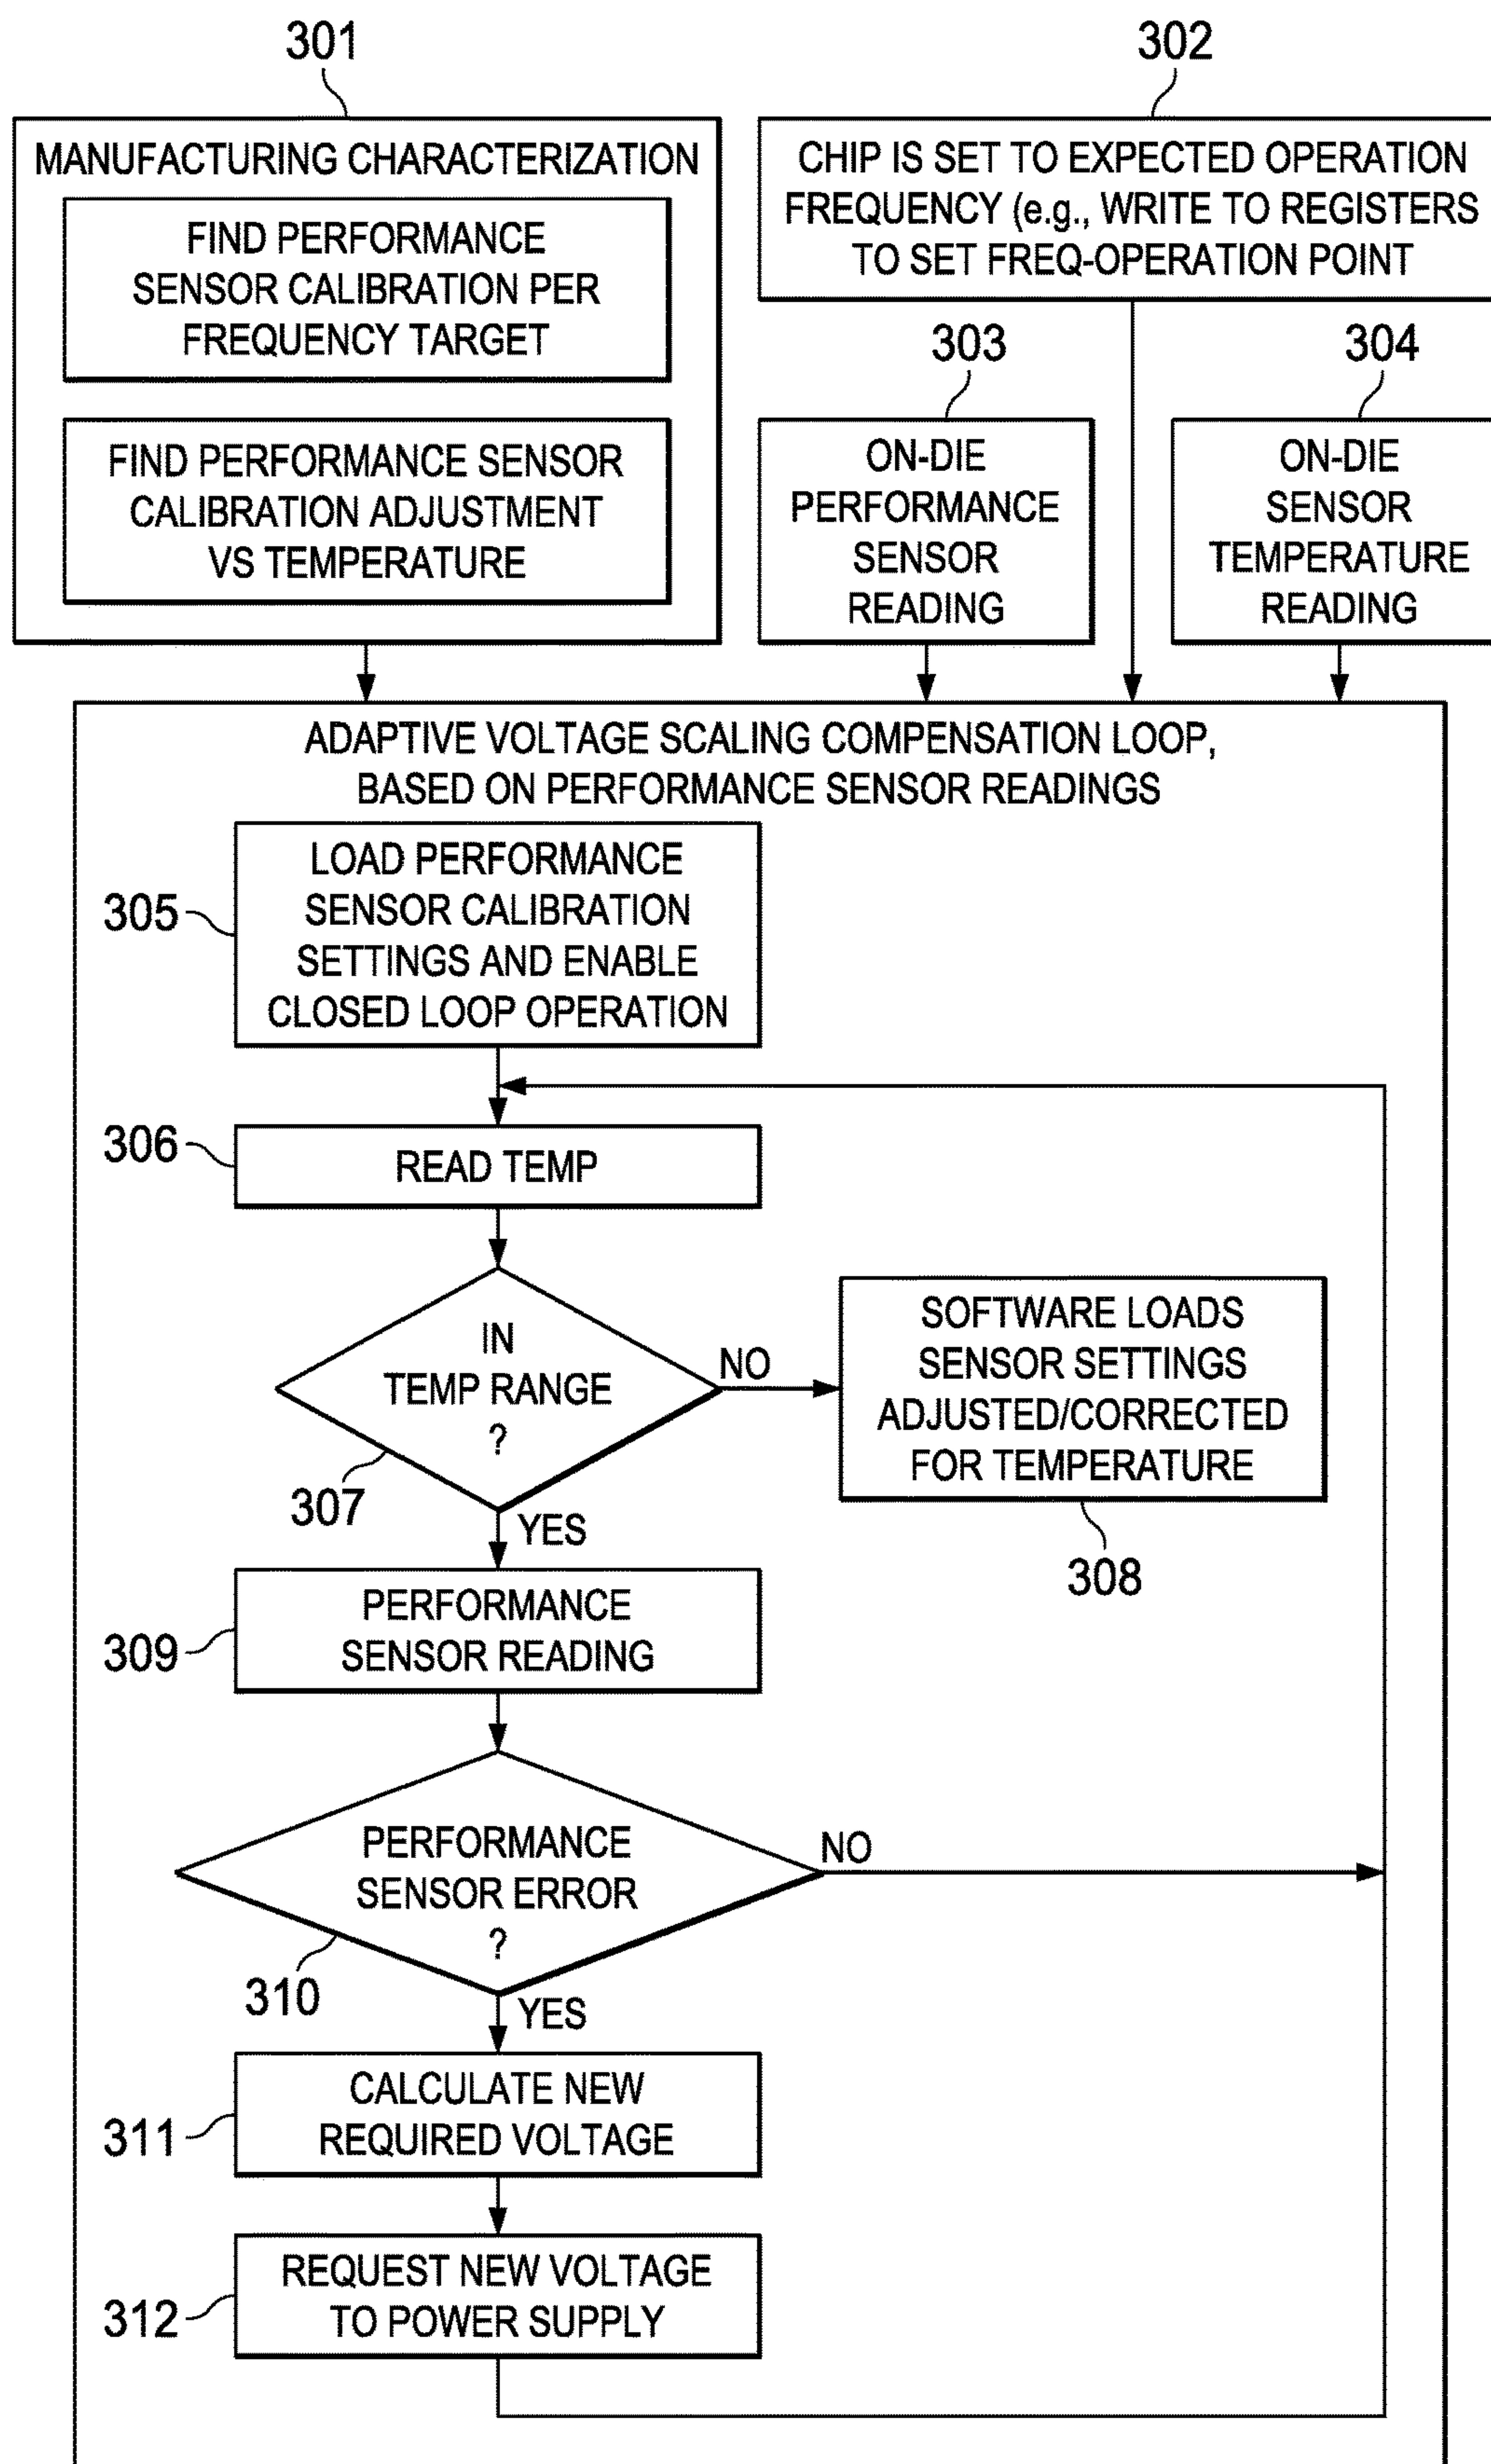 301
MANUFACTURING CHARACTERIZATION
FIND PERFORMANCE
SENSOR CALIBRATION PER
FREQUENCY TARGET
FIND PERFORMANCE SENSOR
CALIBRATION ADJUSTMENT
VS TEMPERATURE
302
CHIP IS SET TO EXPECTED OPERATION
FREQUENCY (e.g., WRITE TO REGISTERS
TO SET FREQ-OPERATION POINT
303
ON-DIE
PERFORMANCE
SENSOR
READING
304
ON-DIE
SENSOR
TEMPERATURE
READING
ADAPTIVE VOLTAGE SCALING COMPENSATION LOOP,
BASED ON PERFORMANCE SENSOR READINGS
305
LOAD PERFORMANCE
SENSOR CALIBRATION
SETTINGS AND ENABLE
CLOSED LOOP OPERATION
306
READ TEMP
IN
TEMP RANGE
?
307
NO
YES
SOFTWARE LOADS
SENSOR SETTINGS
ADJUSTED/CORRECTED
FOR TEMPERATURE
308
309
PERFORMANCE
SENSOR READING
PERFORMANCE
SENSOR ERROR
?
310
NO
YES
311
CALCULATE NEW
REQUIRED VOLTAGE
312
REQUEST NEW VOLTAGE
TO POWER SUPPLY